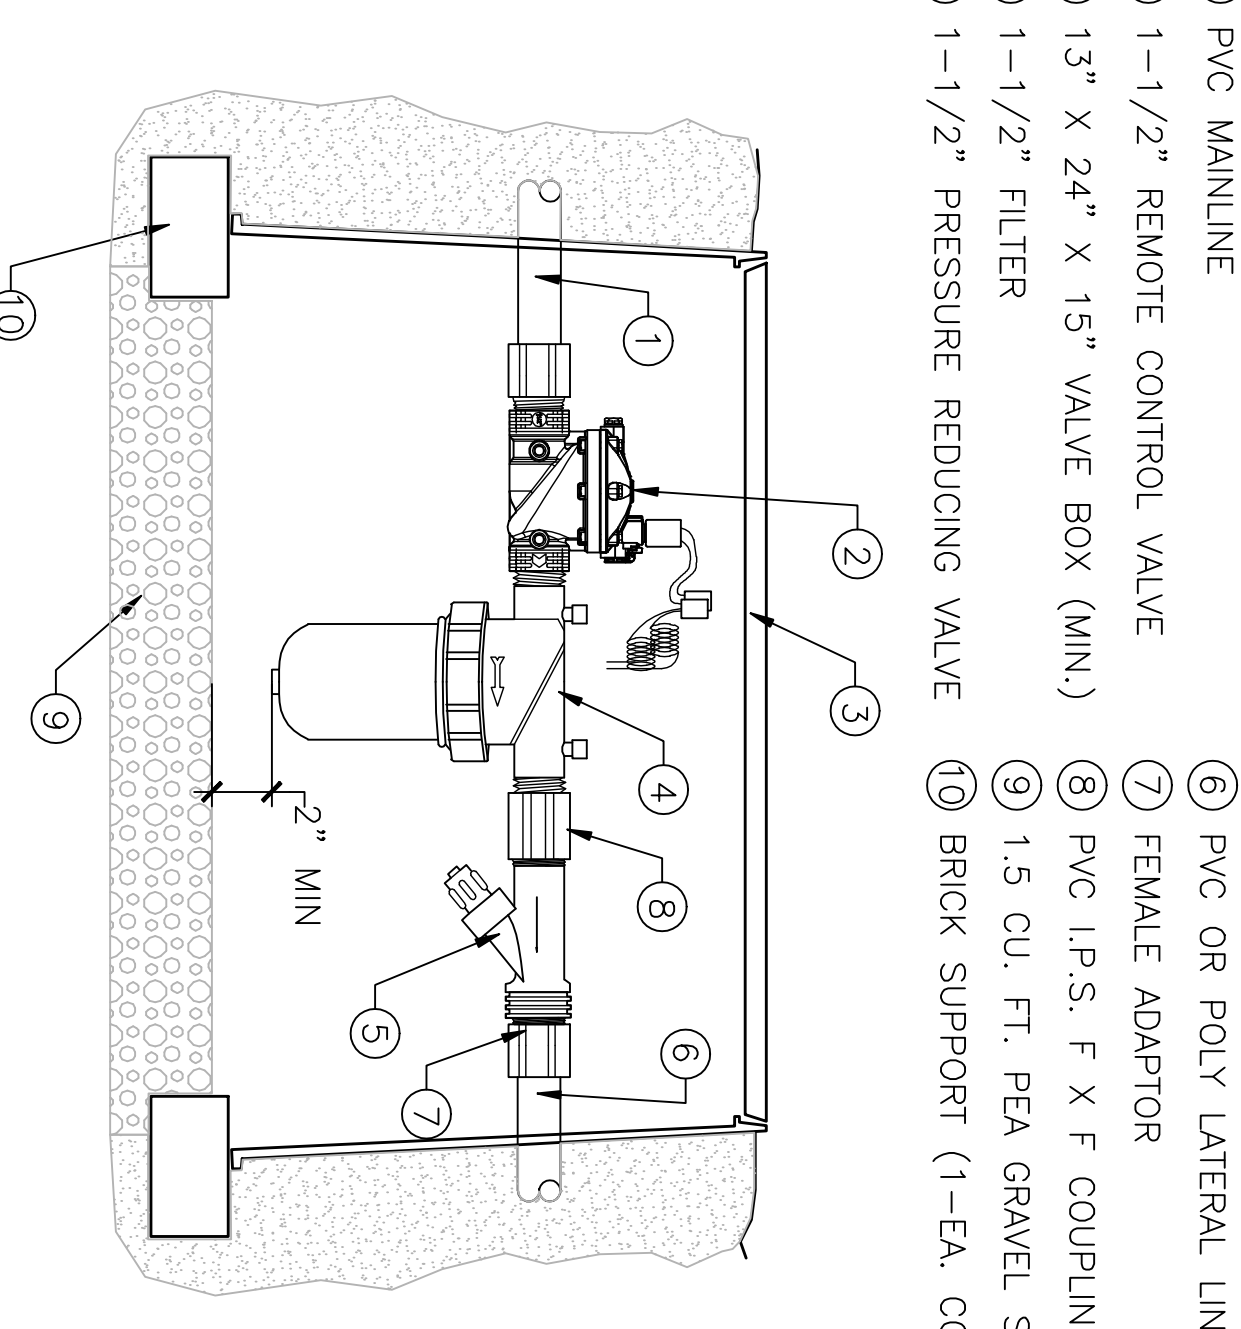 ) PVC MAINLINE
) 1-1/2" REMOTE CONTROL VALVE
) 13" X 24" X 15" VALVE BOX (MIN.)
) 1-1/2" FILTER
) 1-1/2" PRESSURE REDUCING VALVE
6 PVC OR POLY LATERAL LIN
7 FEMALE ADAPTOR
8 PVC I.P.S. F X F COUPLIN
9 1.5 CU. FT. PEA GRAVEL S
10 BRICK SUPPORT (1-EA. CO
1
2
3
4
5
6
7
8
9
10
2" MIN